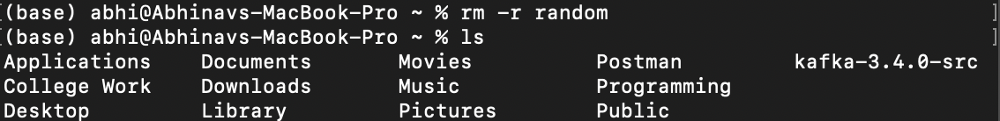 [(base) abhi@Abhinavs-MacBook-Pro ~ % rm -r random ]
[(base) abhi@Abhinavs-MacBook-Pro ~ % ls ]
Applications Documents Movies Postman kafka-3.4.0-src
College Work Downloads Music Programming
Desktop Library Pictures Public